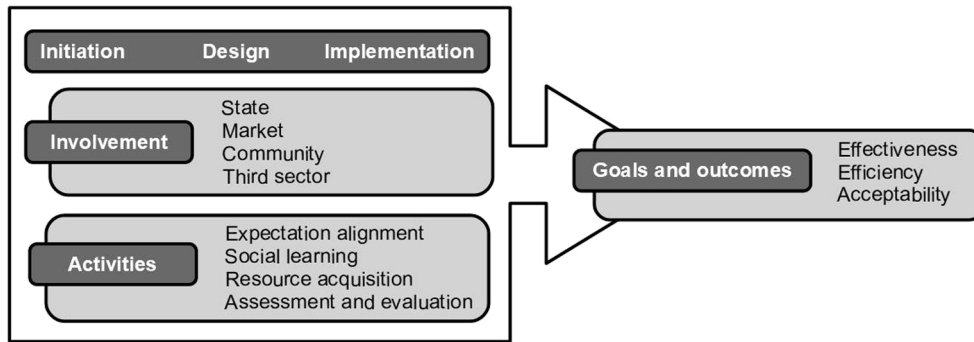 Initiation Design Implementation
Involvement
State
Market
Community
Third sector
Activities
Expectation alignment
Social learning
Resource acquisition
Assessment and evaluation
Goals and outcomes
Effectiveness
Efficiency
Acceptability